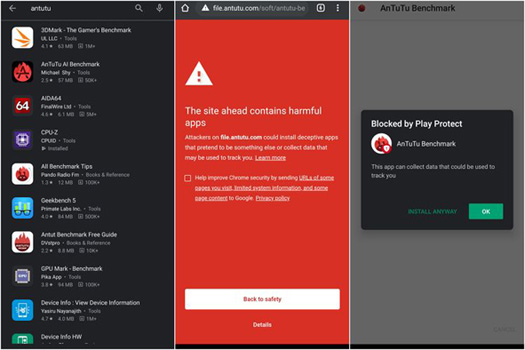 antutu
3DMark - The Gamer's Benchmark
UL LLC • Tools
4.1 ★ 63 MB 1M+
AnTuTu AI Benchmark
Michael Shy • Tools
2.5 ★ 57 MB 50K+
AIDA64
FinalWire Ltd • Tools
4.6 ★ 6.1 MB 5M+
CPU-Z
CPUID • Tools
Installed
All Benchmark Tips
Pando Radio Fm • Books & Reference
1.3 ★ 12 MB 100K+
Geekbench 5
Primate Labs Inc. • Tools
4.0 ★ 84 MB 500K+
Antut Benchmark Free Guide
DVelpro • Books & Reference
2.2 ★ 8.8 MB 10K+
GPU Mark - Benchmark
Pika App • Tools
3.8 ★ 94 MB 100K+
Device Info : View Device Information
Yasiru Nayanajith • Tools
4.7 ★ 4.0 MB 1M+
Device Info HW
file.antutu.com/soft/antutu-be
The site ahead contains harmful
apps
Attackers on file.antutu.com could install deceptive apps
that pretend to be something else or collect data that
may be used to track you. Learn more
Help improve Chrome security by sending URLs of some
pages you visit, limited system information, and some
page content to Google. Privacy policy
Back to safety
Details
AnTuTu Benchmark
Blocked by Play Protect
AnTuTu Benchmark
This app can collect data that could be used to
track you
INSTALL ANYWAY OK